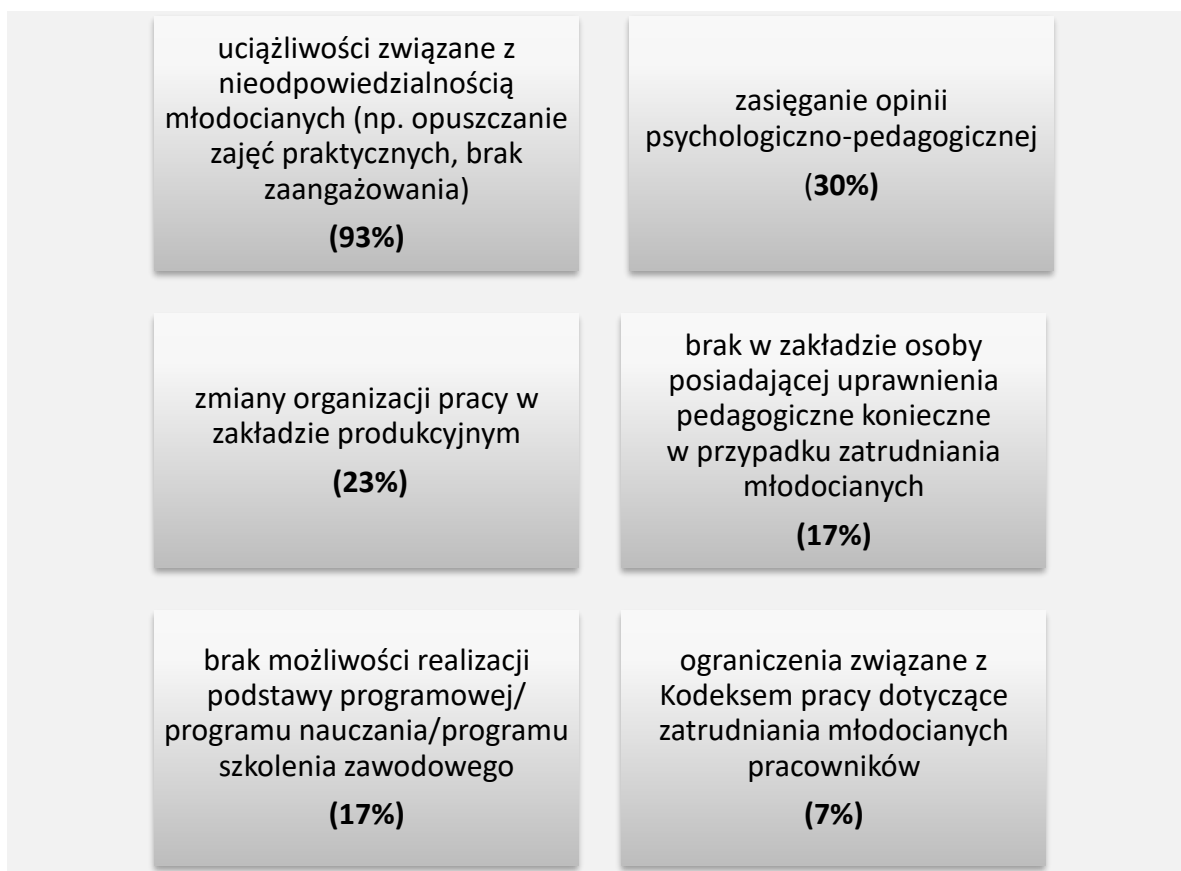 uciążliwości związane z
nieodpowiedzialnością
młodocianych (np. opuszczanie
zajęć praktycznych, brak
zaangażowania)
(93%)
zasięganie opinii
psychologiczno-pedagogicznej
(30%)
zmiany organizacji pracy w
zakładzie produkcyjnym
(23%)
brak w zakładzie osoby
posiadającej uprawnienia
pedagogiczne konieczne
w przypadku zatrudniania
młodocianych
(17%)
brak możliwości realizacji
podstawy programowej/
programu nauczania/programu
szkolenia zawodowego
(17%)
ograniczenia związane z
Kodeksem pracy dotyczące
zatrudniania młodocianych
pracowników
(7%)